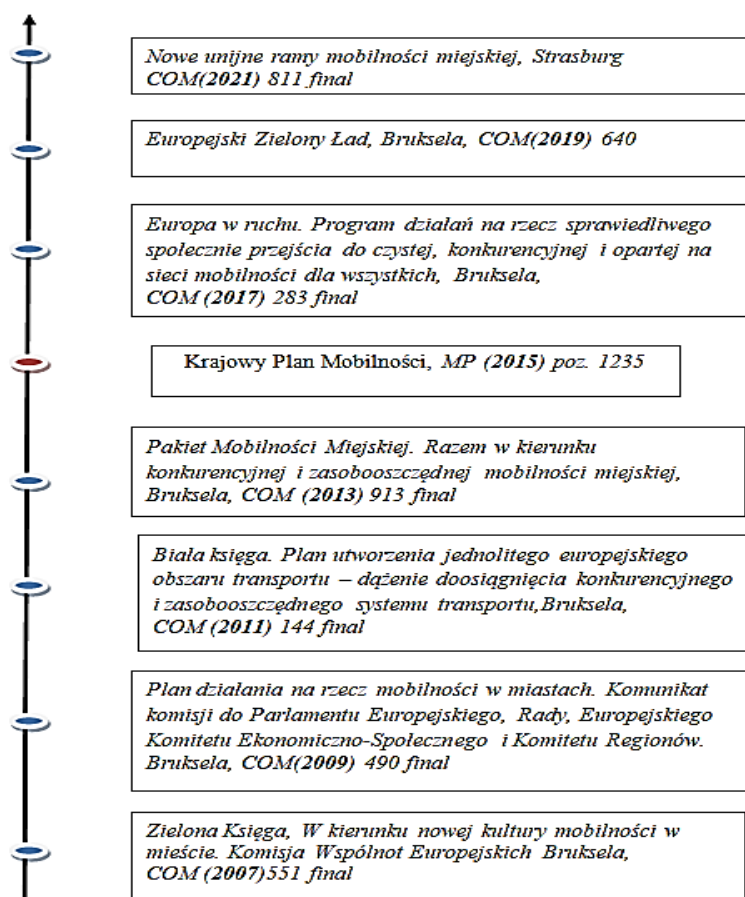 Nowe unijne ramy mobilności miejskiej, Strasburg
COM(2021) 811 final
Europejski Zielony Ład, Bruksela, COM(2019) 640
Europa w ruchu. Program działań na rzecz sprawiedliwego
społecznie przejścia do czystej, konkurencyjnej i opartej na
sieci mobilności dla wszystkich, Bruksela,
COM (2017) 283 final
Krajowy Plan Mobilności, MP (2015) poz. 1235
Pakiet Mobilności Miejskiej. Razem w kierunku
konkurencyjnej i zasobooszczędnej mobilności miejskiej,
Bruksela, COM (2013) 913 final
Biała księga. Plan utworzenia jednolitego europejskiego
obszaru transportu – dążenie doosiągnięcia konkurencyjnego
i zasobooszczędnego systemu transportu,Bruksela,
COM (2011) 144 final
Plan działania na rzecz mobilności w miastach. Komunikat
komisji do Parlamentu Europejskiego, Rady, Europejskiego
Komitetu Ekonomiczno-Społecznego i Komitetu Regionów.
Bruksela, COM(2009) 490 final
Zielona Księga, W kierunku nowej kultury mobilności w
mieście. Komisja Wspólnot Europejskich Bruksela,
COM (2007)551 final